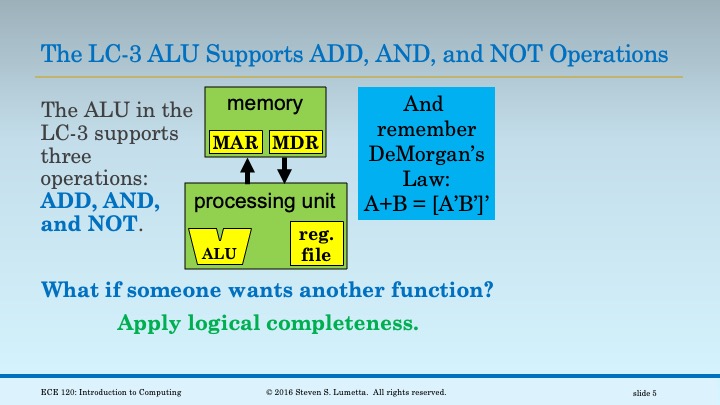 The LC-3 ALU Supports ADD, AND, and NOT Operations
The ALU in the
LC-3 supports
three
operations:
ADD, AND,
and NOT.
memory
MAR MDR
processing unit
ALU
reg.
file
And
remember
DeMorgan’s
Law:
A+B = [A’B’]’
What if someone wants another function?
Apply logical completeness.
ECE 120: Introduction to Computing
© 2016 Steven S. Lumetta. All rights reserved.
slide 5